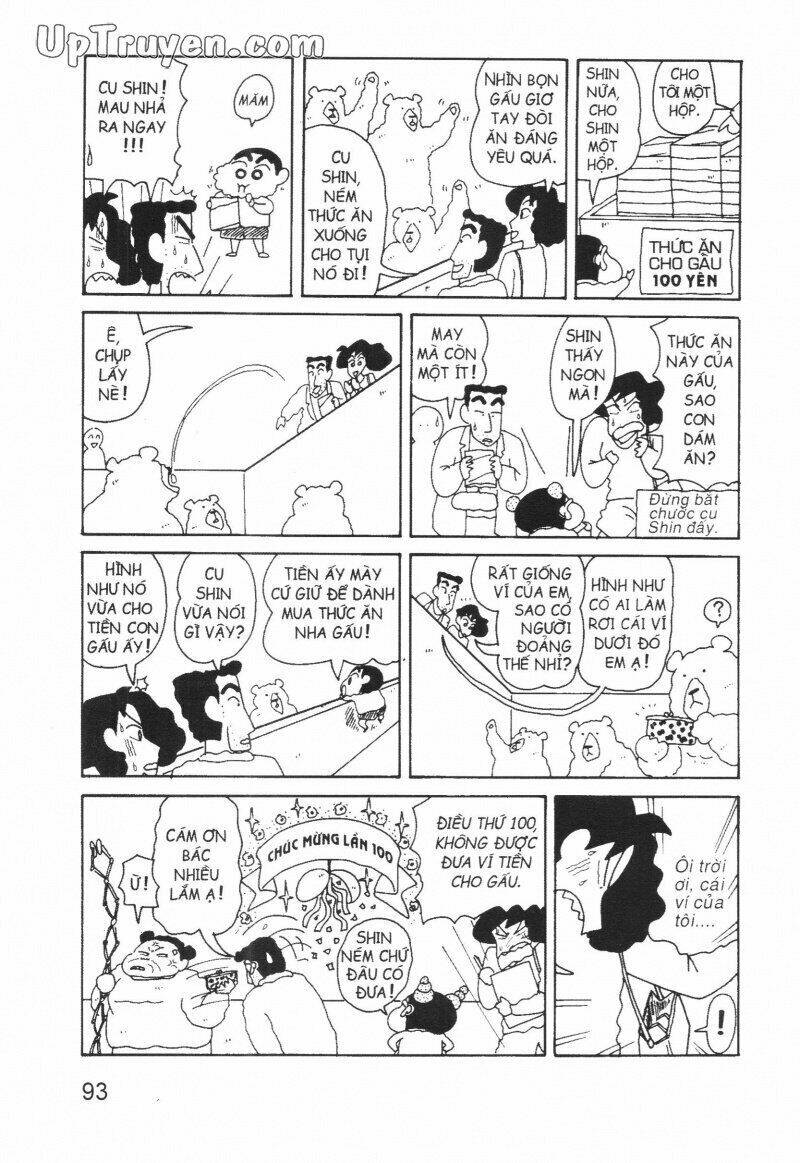 UpTruyen.com
CHO
TÔI MỘT
HỘP.
SHIN
NỮA,
CHO
SHIN
MỘT
HỘP.
THỨC ĂN
CHO GẤU
100 YÊN
NHÌN BỌN
GẤU GIƠ
TAY ĐÒI
ĂN ĐÁNG
YÊU QUÁ.
CU
SHIN,
NÉM
THỨC ĂN
XUỐNG
CHO TỤI
NÓ ĐI!
MĂM
CU SHIN!
MAU NHẢ
RA NGAY
!!!
THỨC ĂN
NÀY CỦA
GẤU,
SAO
CON
DÁM
ĂN?
Đừng bắt
chước cu
Shin đấy.
SHIN
THẤY
NGON
MÀ!
MAY
MÀ CÒN
MỘT ÍT!
Ê,
CHỤP
LẤY
NÈ!
?
HÌNH NHƯ
CÓ AI LÀM
RƠI CÁI VÍ
DƯỚI ĐÓ
EM Ạ!
RẤT GIỐNG
VÍ CỦA EM,
SAO CÓ
NGƯỜI
ĐOẢNG
THẾ NHỈ?
TIỀN ẤY MÀY
CỨ GIỮ ĐỂ DÀNH
MUA THỨC ĂN
NHA GẤU!
CU
SHIN
VỪA NÓI
GÌ VẬY?
HÌNH
NHƯ NÓ
VỪA CHO
TIỀN CON
GẤU ẤY!
Ôi trời
ơi, cái
ví của
tôi....
!
ĐIỀU THỨ 100,
KHÔNG ĐƯỢC
ĐƯA VÍ TIỀN
CHO GẤU.
CHÚC MỪNG LẦN 100
SHIN
NÉM CHỨ
ĐÂU CÓ
ĐƯA!
CÁM ƠN
BÁC
NHIỀU
LẮM Ạ!
Ừ!
93